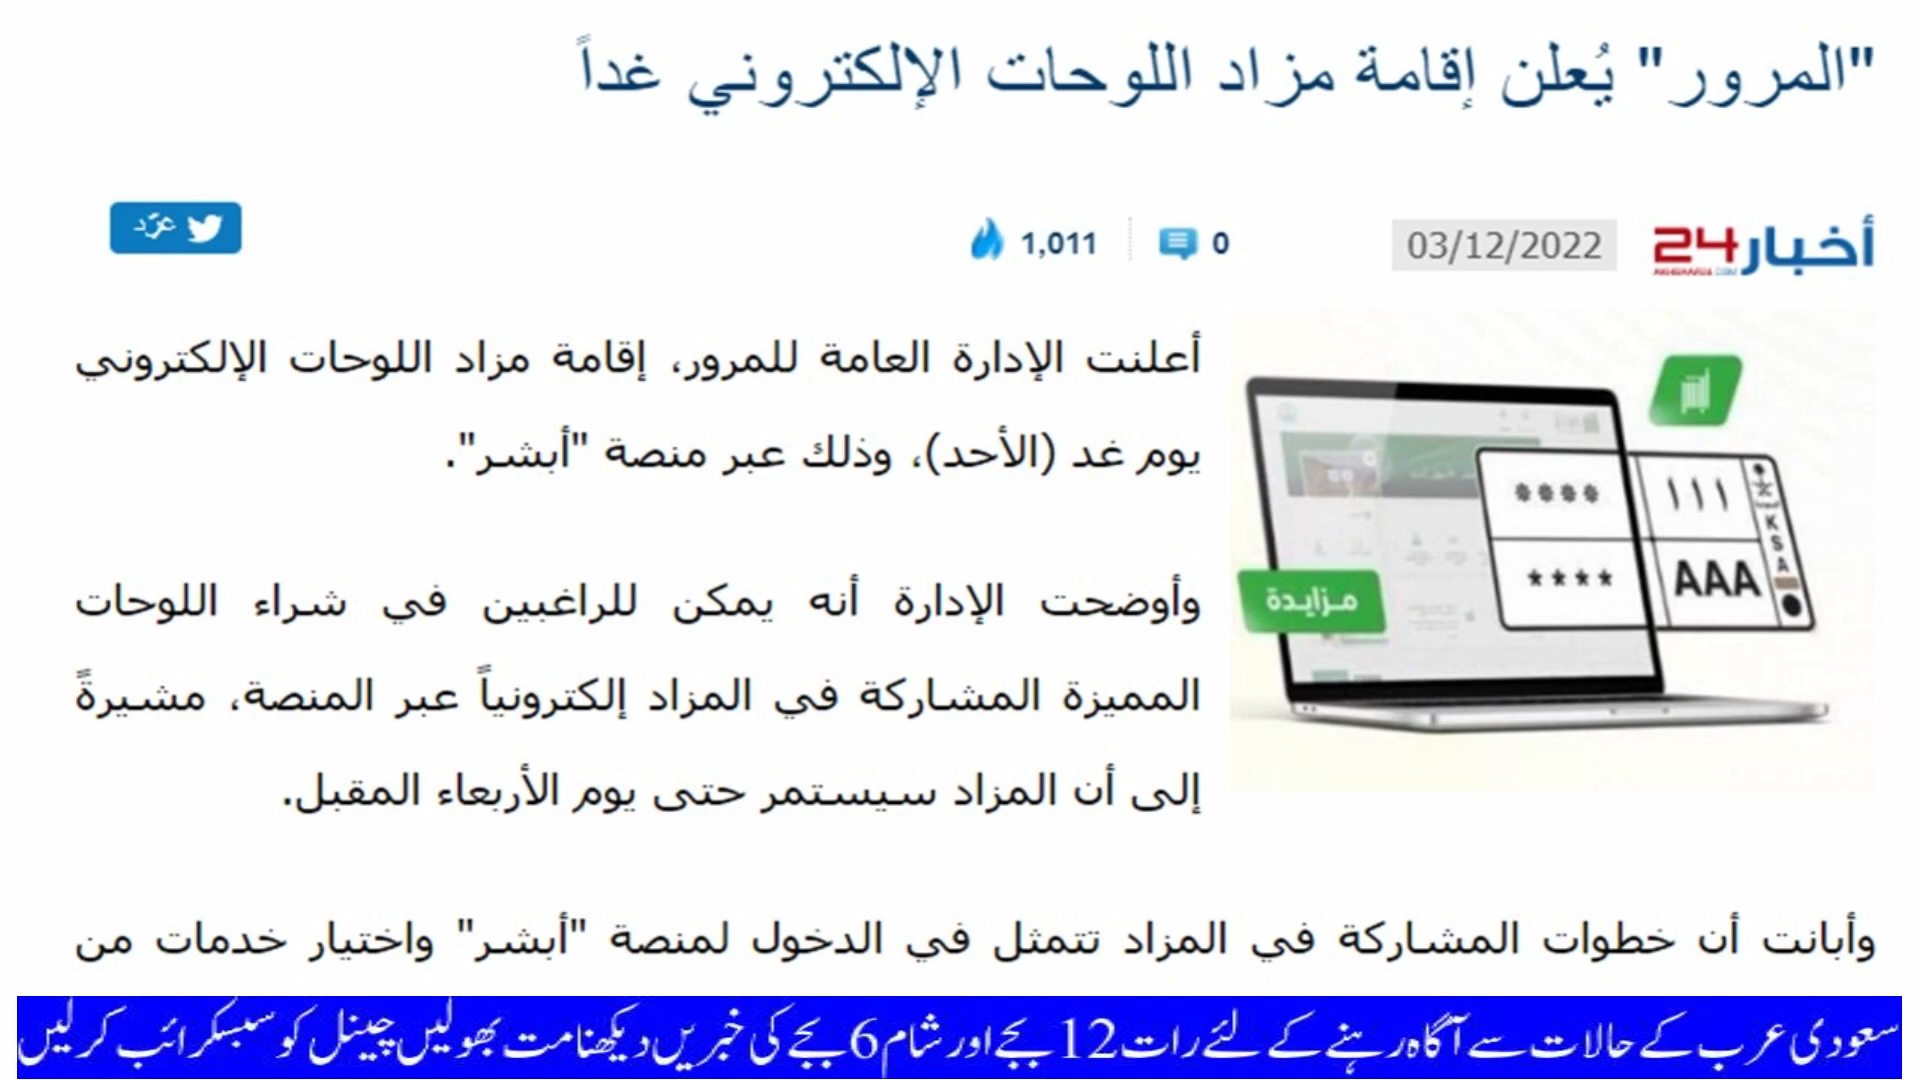 "المرور" يُعلن إقامة مزاد اللوحات الإلكتروني غداً
أخبار24
03/12/2022
0
1,011
غرّد
أعلنت الإدارة العامة للمرور، إقامة مزاد اللوحات الإلكتروني
يوم غد (الأحد)، وذلك عبر منصة "أبشر".
وأوضحت الإدارة أنه يمكن للراغبين في شراء اللوحات
المميزة المشاركة في المزاد إلكترونياً عبر المنصة، مشيرةً
إلى أن المزاد سيستمر حتى يوم الأربعاء المقبل.
أبشر
**** ١١١
**** AAA
KSA
مزايدة
وأبانت أن خطوات المشاركة في المزاد تتمثل في الدخول لمنصة "أبشر" واختيار خدمات من
سعودی عرب کے حالات سے آگاہ رہنے کے لئے رات 12 بجے اور شام 6 بجے کی خبریں دیکھنا مت بھولیں چینل کو سبسکرائب کرلیں